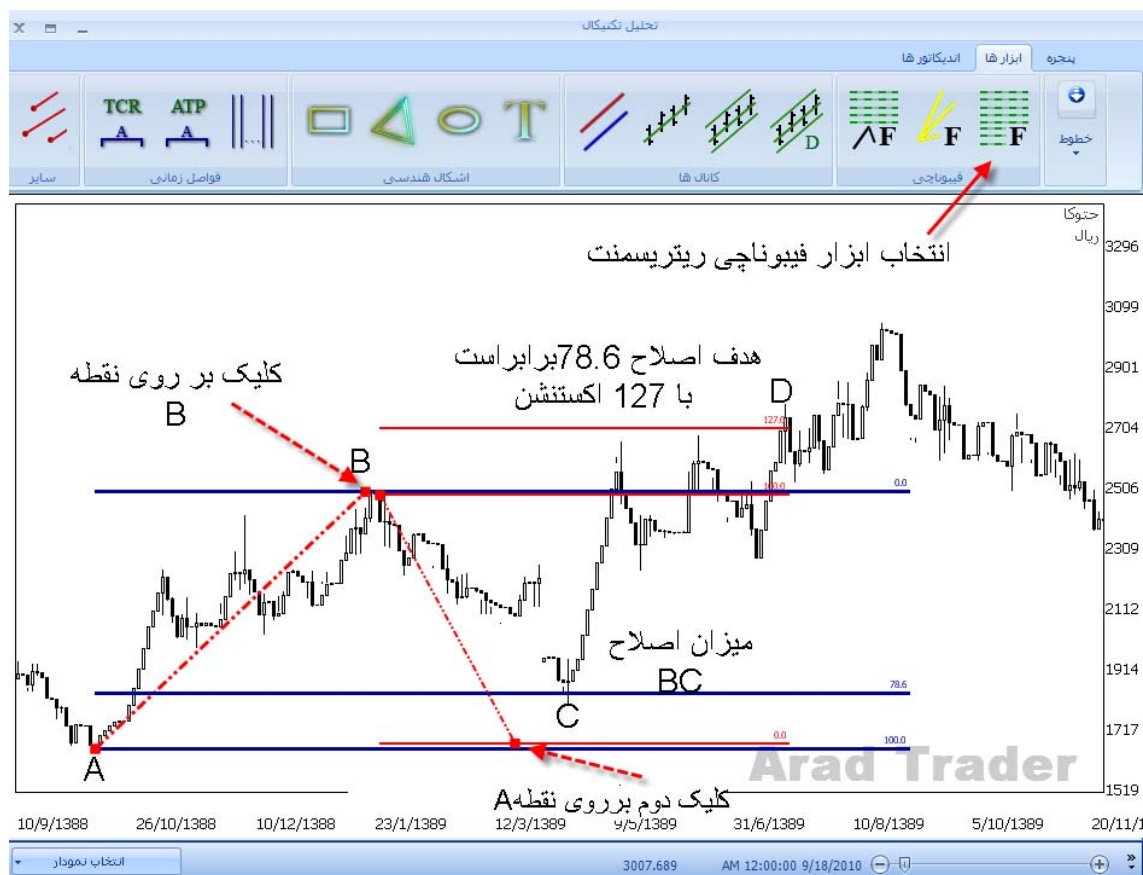 تحلیل تکنیکال
پنجره
ابزار ها
اندیکاتور ها
خطوط
F
F
F
فیبوناچی
D
کانال ها
T
اشکال هندسی
ATP
A
TCR
A
فواصل زمانی
سایر
حتوکا
ریال
انتخاب ابزار فیبوناچی ریتریسمنت
هدف اصلاح 78.6برابراست
با 127 اکستنشن
کلیک بر روی نقطه
B
B
D
127.0
100.0
0.0
میزان اصلاح
BC
78.6
C
0.0
100.0
A
Arad Trader
کلیک دوم برروی نقطهA
3296
3099
2901
2704
2506
2309
2112
1914
1717
1519
10/9/1388
26/10/1388
10/12/1388
23/1/1389
12/3/1389
9/5/1389
31/6/1389
10/8/1389
5/10/1389
20/11/1
انتخاب نمودار
3007.689
AM 12:00:00 9/18/2010